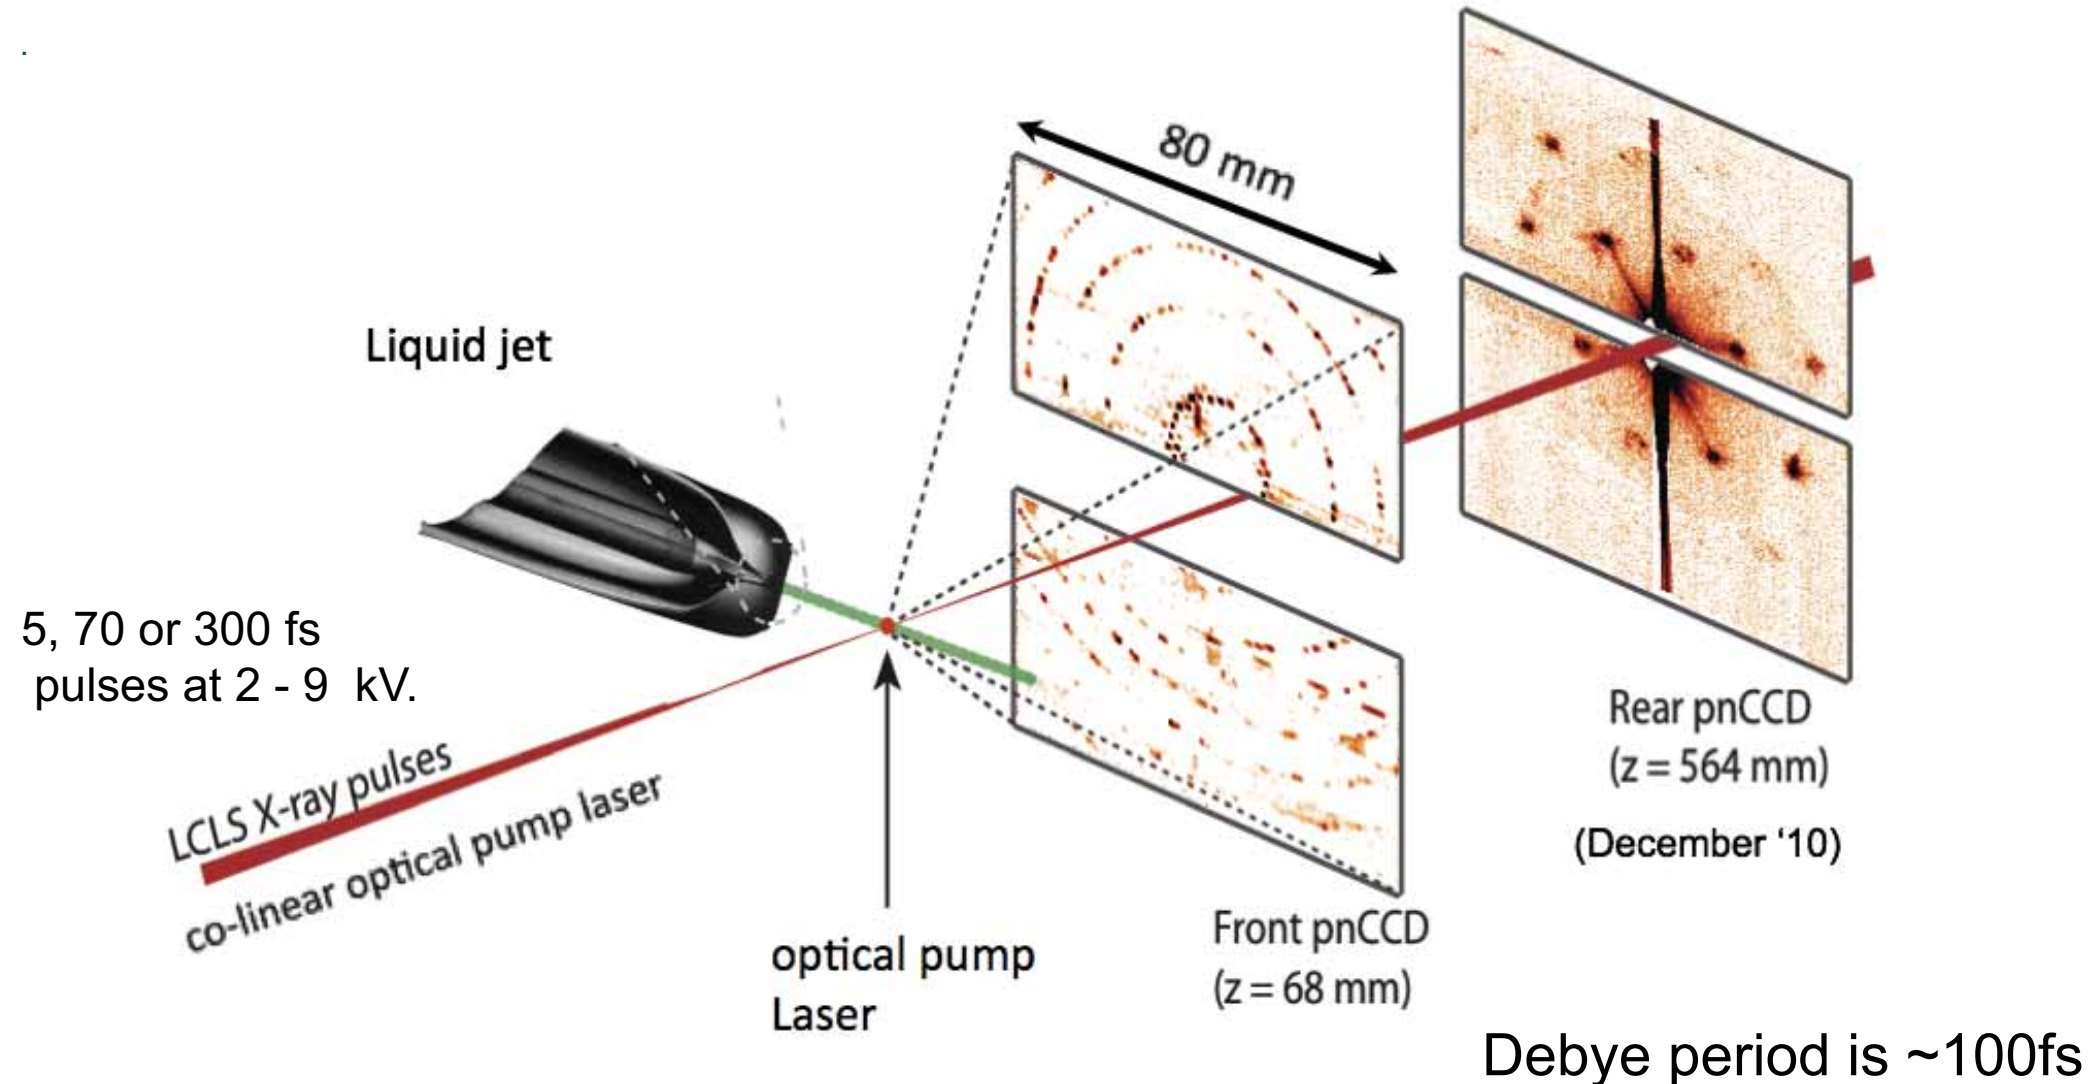 80 mm
Liquid jet
5, 70 or 300 fs
pulses at 2 - 9 kV.
LCLS X-ray pulses
co-linear optical pump laser
optical pump
Laser
Front pnCCD
(z = 68 mm)
Rear pnCCD
(z = 564 mm)
(December ‘10)
Debye period is ~100fs